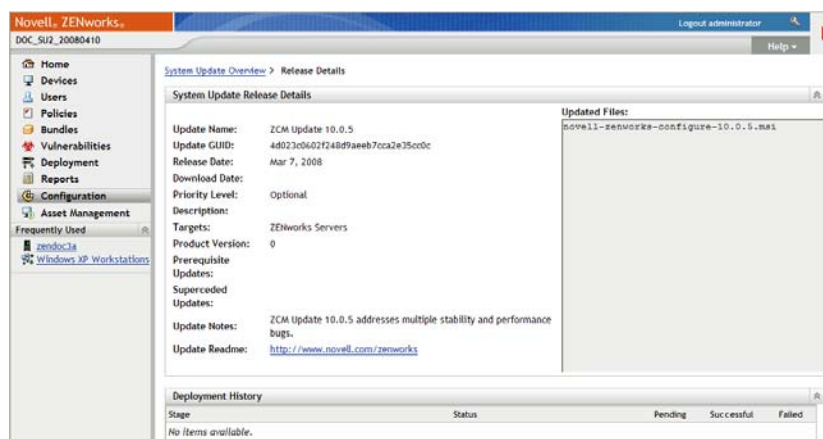 Novell® ZENworks®
Logout administrator
DOC_SU2_20080410
Help
Home
Devices
Users
Policies
Bundles
Vulnerabilities
Deployment
Reports
Configuration
Asset Management
Frequently Used
zendoc3a
Windows XP Workstations
System Update Overview > Release Details
System Update Release Details
Update Name: ZCM Update 10.0.5
Update GUID: 4d023c0602f248d9aeeb7cca2e35cc0c
Release Date: Mar 7, 2008
Download Date:
Priority Level: Optional
Description:
Targets: ZENworks Servers
Product Version: 0
Prerequisite
Updates:
Superceded
Updates:
Update Notes: ZCM Update 10.0.5 addresses multiple stability and performance
bugs.
Update Readme: http://www.novell.com/zenworks
Updated Files:
novell-zenworks-configure-10.0.5.msi
Deployment History
Stage Status Pending Successful Failed
No items available.